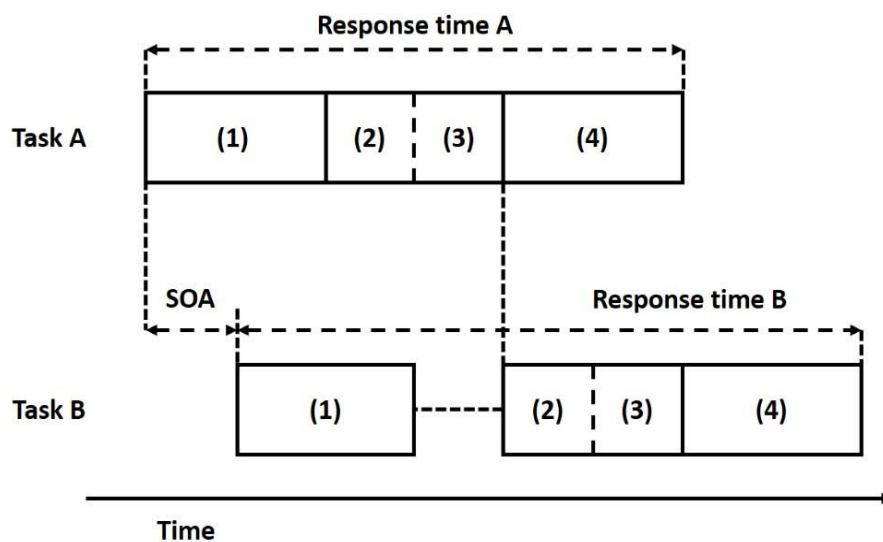 Response time A
Task A
(1) (2) (3) (4)
SOA
Response time B
Task B
(1) (2) (3) (4)
Time